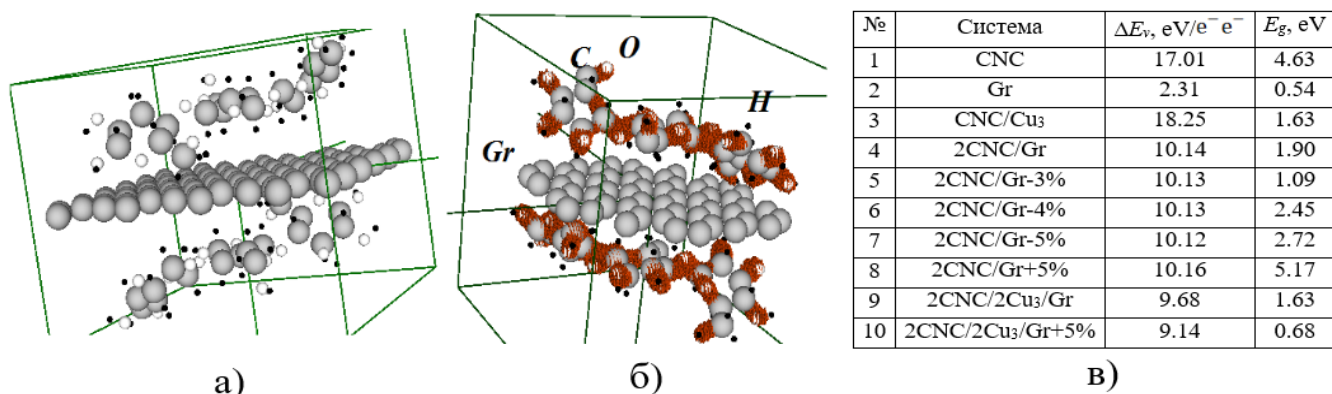 C
O
H
Gr
а)
б)
№ Система ΔEᵥ, eV/e⁻e⁻ E_g, eV
1 CNC 17.01 4.63
2 Gr 2.31 0.54
3 CNC/Cu₃ 18.25 1.63
4 2CNC/Gr 10.14 1.90
5 2CNC/Gr-3% 10.13 1.09
6 2CNC/Gr-4% 10.13 2.45
7 2CNC/Gr-5% 10.12 2.72
8 2CNC/Gr+5% 10.16 5.17
9 2CNC/2Cu₃/Gr 9.68 1.63
10 2CNC/2Cu₃/Gr+5% 9.14 0.68
в)